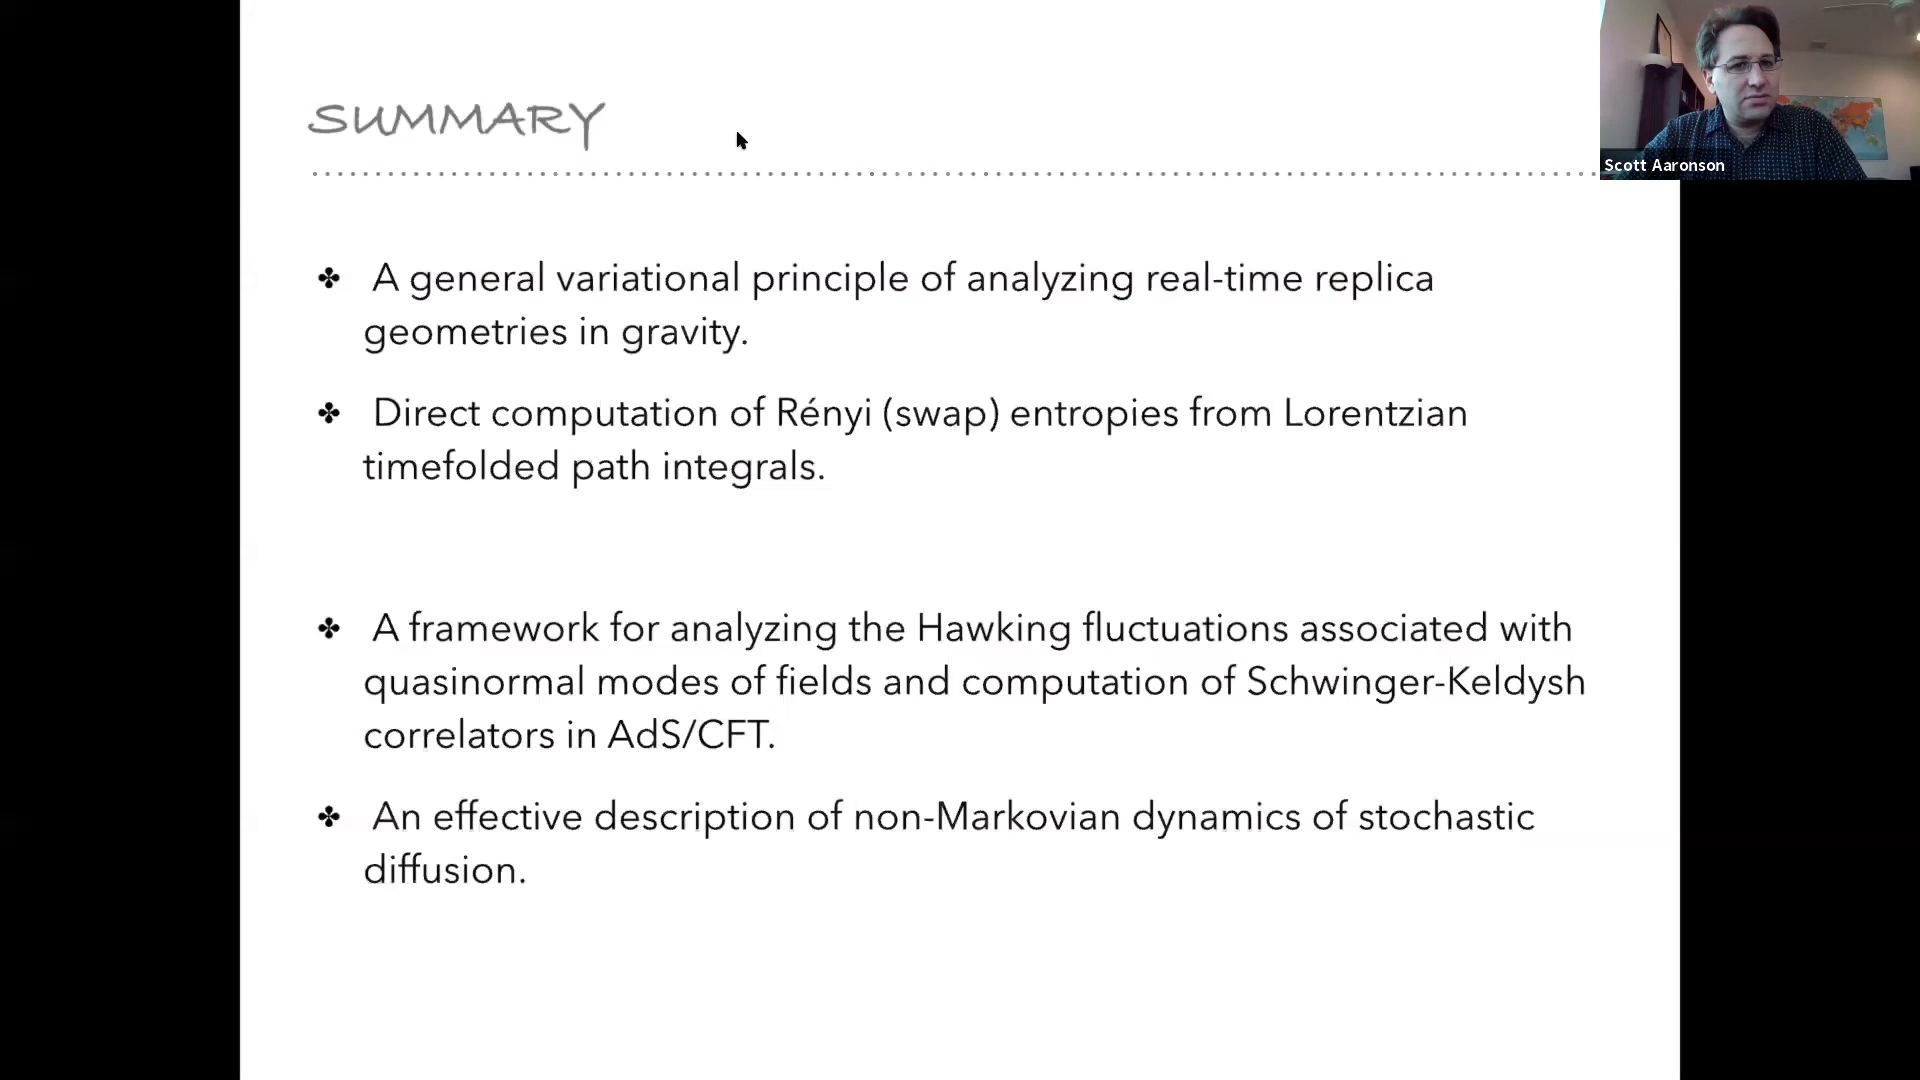 SUMMARY
Scott Aaronson
✤ A general variational principle of analyzing real-time replica
geometries in gravity.
✤ Direct computation of Rényi (swap) entropies from Lorentzian
timefolded path integrals.
✤ A framework for analyzing the Hawking fluctuations associated with
quasinormal modes of fields and computation of Schwinger-Keldysh
correlators in AdS/CFT.
✤ An effective description of non-Markovian dynamics of stochastic
diffusion.